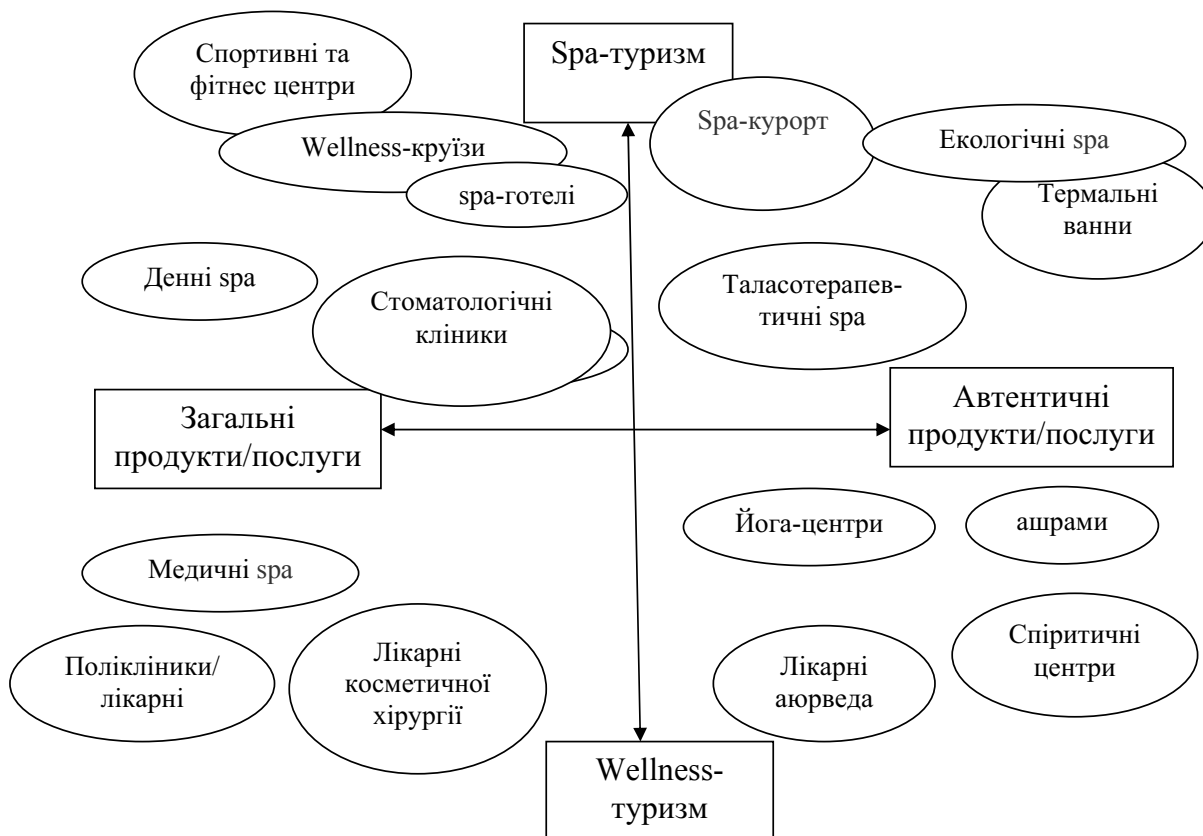 Спортивні та
фітнес центри
Spa-туризм
Spa-курорт
Екологічні spa
Wellness-круїзи
spa-готелі
Термальні
ванни
Денні spa
Стоматологічні
кліники
Таласотерапев-
тичні spa
Загальні
продукти/послуги
Автентичні
продукти/послуги
Йога-центри
ашрами
Медичні spa
Поліклініки/
лікарні
Лікарні
косметичної
хірургії
Лікарні
аюрведа
Спіритичні
центри
Wellness-
туризм